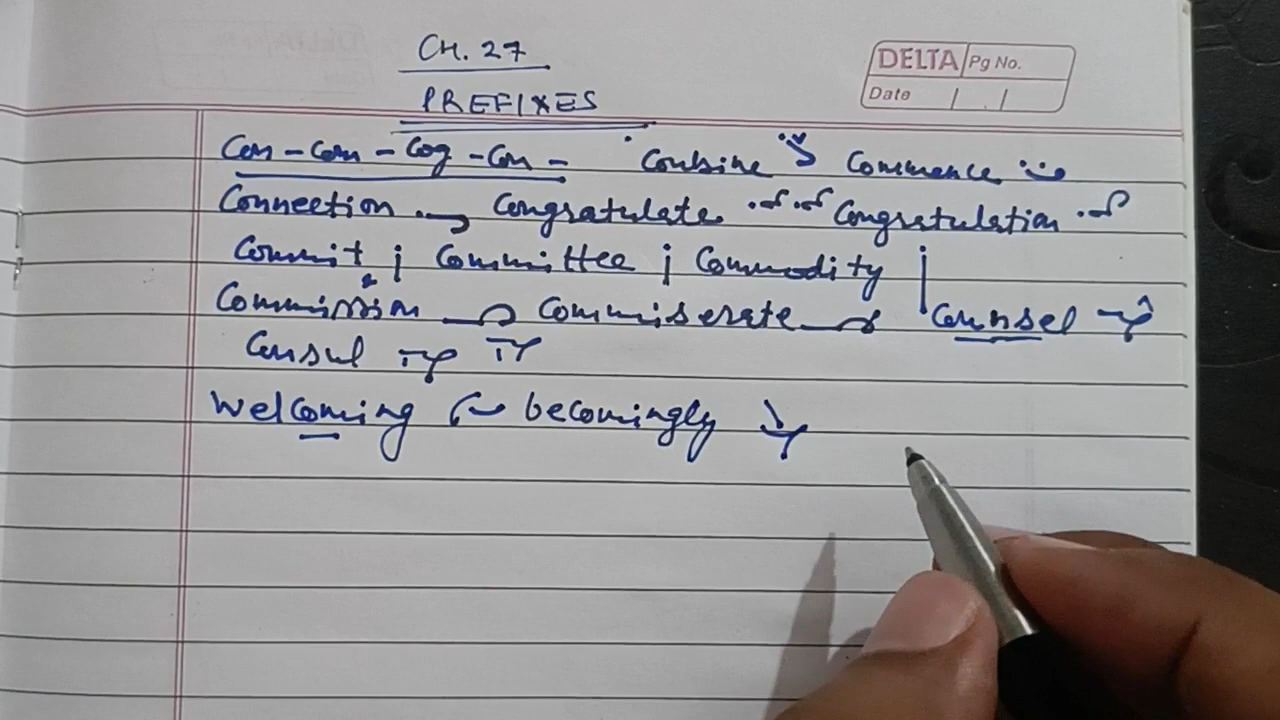 CH. 27
PREFIXES
DELTA Pg No.
Date / /
Con - Com - Cog - Con - Combine Commence
Connection Congratulate Congratulation
Commit Committee Commodity
Commission Commiserate Counsel
Consul
Welcoming becomingly